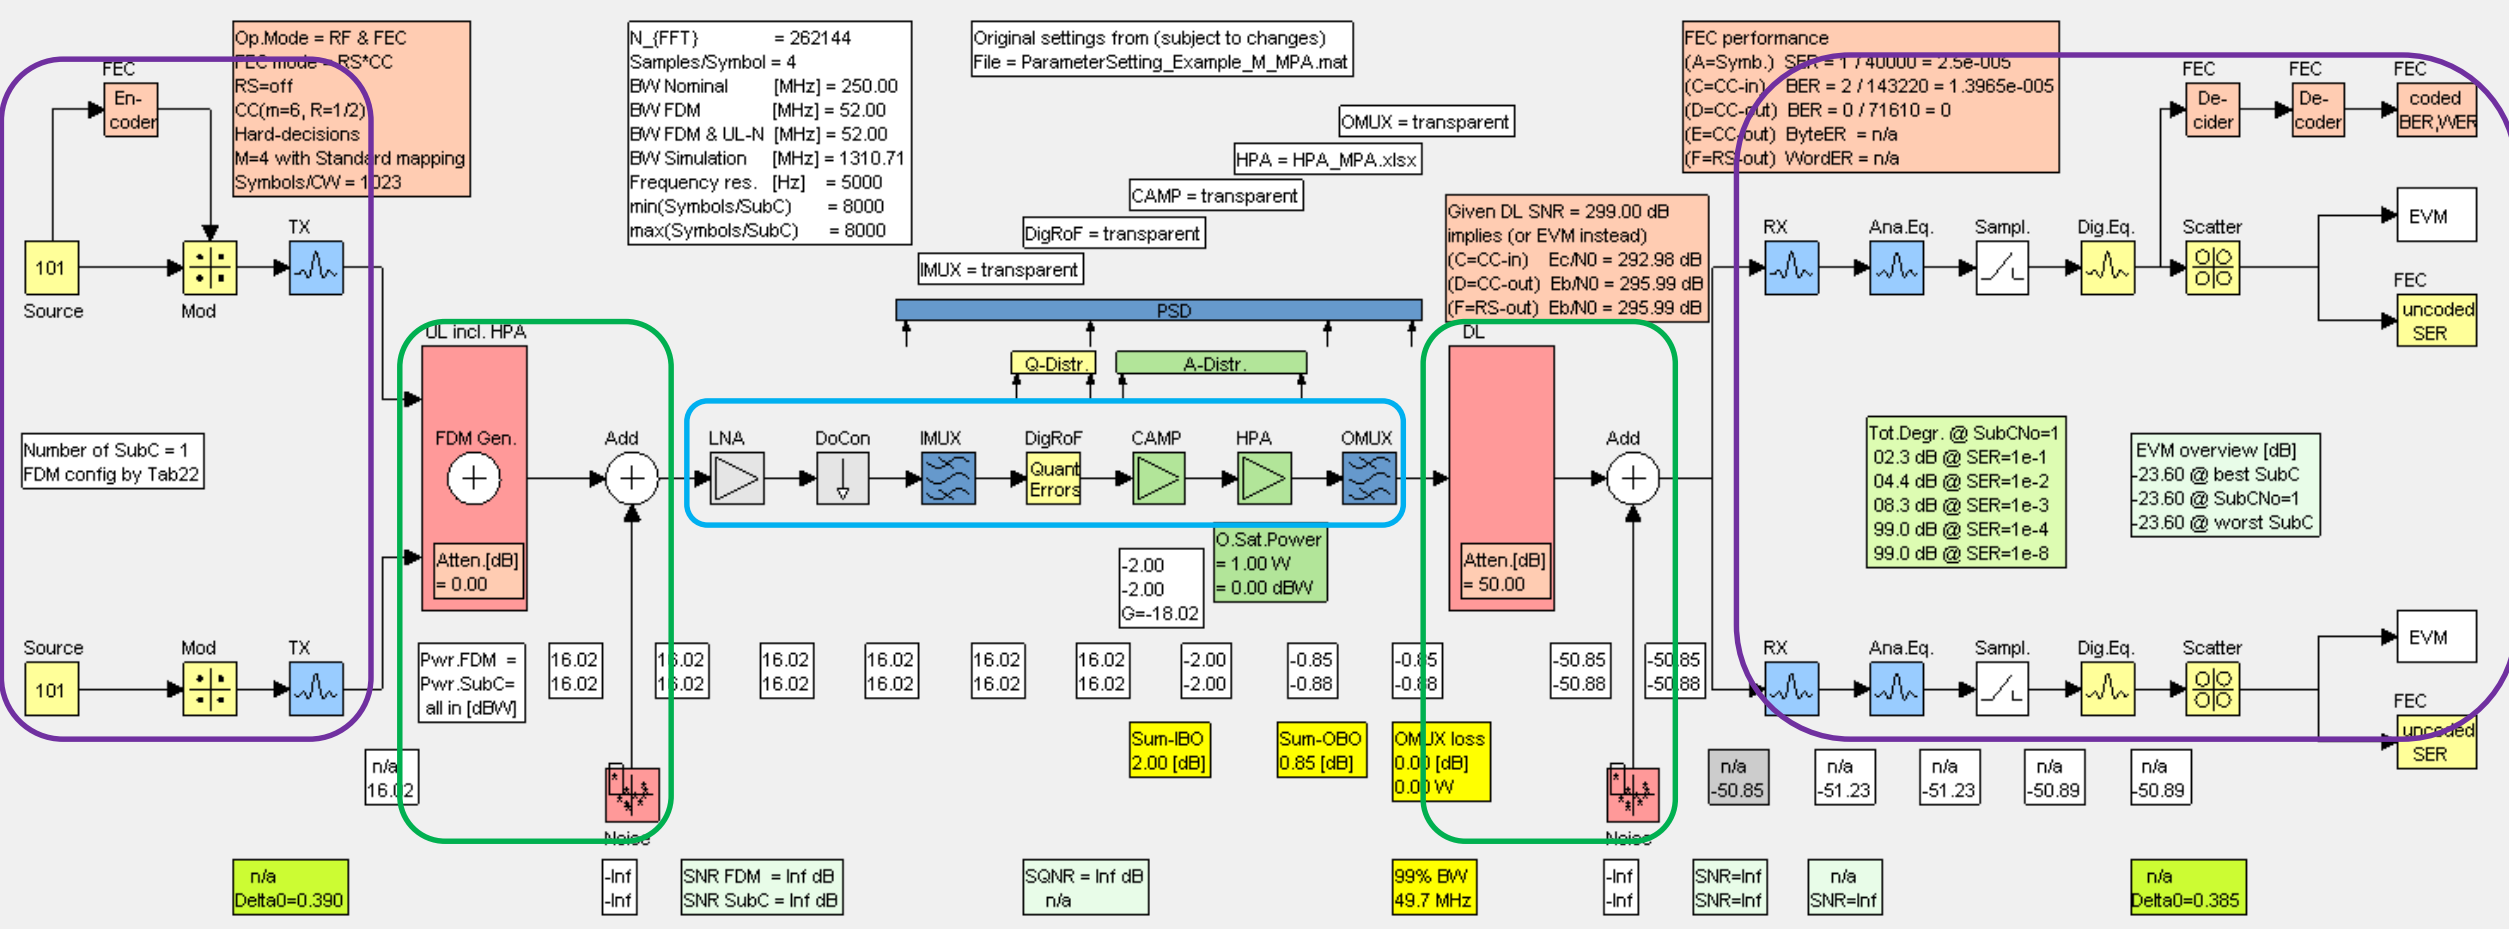 Op.Mode = RF & FEC
FEC mode = RS*CC
RS=off
CC(m=6, R=1/2)
Hard-decisions
M=4 with Standard mapping
Symbols/CW = 1023
N_{FFT} = 262144
Samples/Symbol = 4
BW Nominal [MHz] = 250.00
BW FDM [MHz] = 52.00
BW FDM & UL-N [MHz] = 52.00
BW Simulation [MHz] = 1310.71
Frequency res. [Hz] = 5000
min(Symbols/SubC) = 8000
max(Symbols/SubC) = 8000
Original settings from (subject to changes)
File = ParameterSetting_Example_M_MPA.mat
FEC performance
(A=Symb.) SER = 1 / 40000 = 2.5e-005
(C=CC-in) BER = 2 / 143220 = 1.3965e-005
(D=CC-out) BER = 0 / 71610 = 0
(E=CC-out) ByteER = n/a
(F=RS-out) WordER = n/a
FEC
En-
coder
FEC
De-
cider
FEC
De-
coder
FEC
coded
BER,WER
OMUX = transparent
HPA = HPA_MPA.xlsx
CAMP = transparent
DigRoF = transparent
IMUX = transparent
Given DL SNR = 299.00 dB
implies (or EVM instead)
(C=CC-in) Ec/N0 = 292.98 dB
(D=CC-out) Eb/N0 = 295.99 dB
(F=RS-out) Eb/N0 = 295.99 dB
101
Source
Mod
TX
RX
Ana.Eq.
Sampl.
Dig.Eq.
Scatter
EVM
FEC
uncoded
SER
PSD
Q-Distr.
A-Distr.
UL incl. HPA
FDM Gen.
Atten.[dB]
= 0.00
Add
LNA
DoCon
IMUX
DigRoF
Quant
Errors
CAMP
HPA
OMUX
DL
Atten.[dB]
= 50.00
Add
Number of SubC = 1
FDM config by Tab22
Tot.Degr. @ SubCNo=1
02.3 dB @ SER=1e-1
04.4 dB @ SER=1e-2
08.3 dB @ SER=1e-3
99.0 dB @ SER=1e-4
99.0 dB @ SER=1e-8
EVM overview [dB]
-23.60 @ best SubC
-23.60 @ SubCNo=1
-23.60 @ worst SubC
-2.00
-2.00
G=-18.02
O.Sat.Power
= 1.00 W
= 0.00 dBW
Source
101
Mod
TX
Pwr.FDM =
Pwr.SubC=
all in [dBW]
16.02
16.02
16.02
16.02
16.02
16.02
16.02
16.02
16.02
16.02
16.02
16.02
-2.00
-2.00
-0.85
-0.88
-0.85
-0.88
-50.85
-50.88
-50.85
-50.88
RX
Ana.Eq.
Sampl.
Dig.Eq.
Scatter
EVM
FEC
uncoded
SER
n/a
16.02
Noise
Sum-IBO
2.00 [dB]
Sum-OBO
0.85 [dB]
OMUX loss
0.00 [dB]
0.00 W
Noise
n/a
-50.85
n/a
-51.23
n/a
-51.23
n/a
-50.89
n/a
-50.89
n/a
Delta0=0.390
-Inf
-Inf
SNR FDM = Inf dB
SNR SubC = Inf dB
SQNR = Inf dB
n/a
99% BW
49.7 MHz
-Inf
-Inf
SNR=Inf
SNR=Inf
n/a
SNR=Inf
n/a
Delta0=0.385